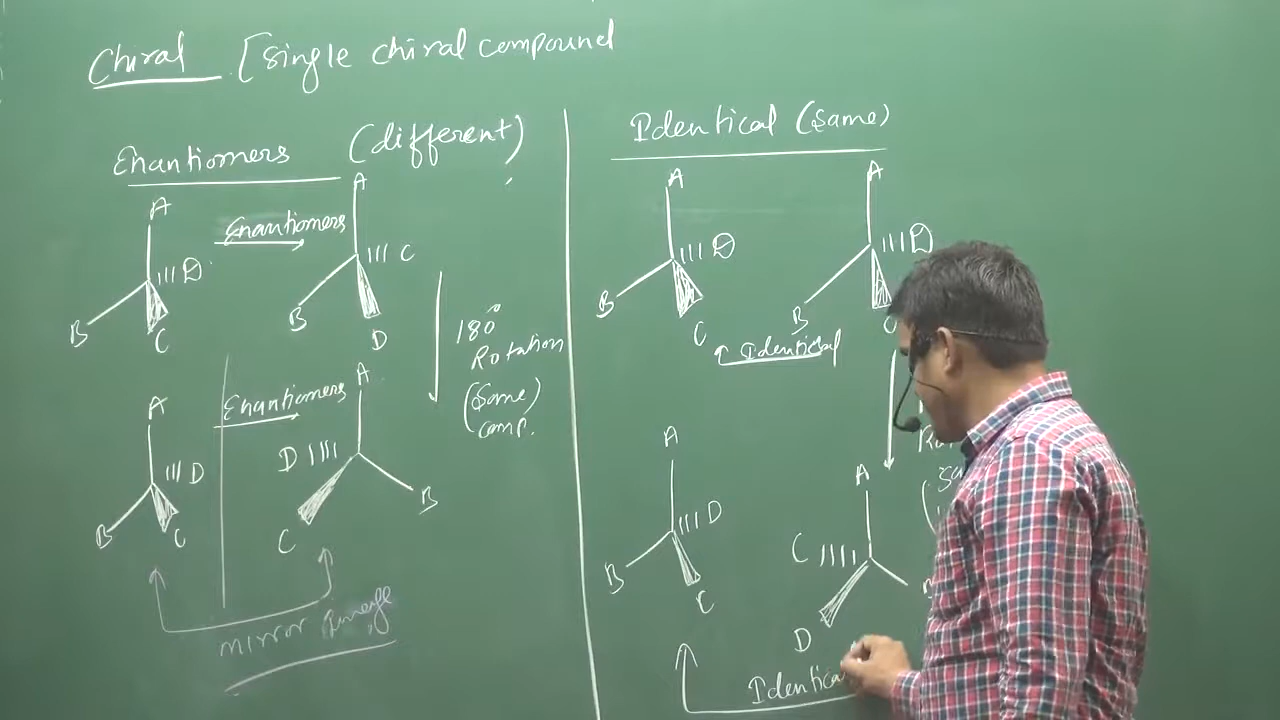 Chiral [Single chiral compound
Enantiomers (different)
A
D
B
C
Enantiomers
A
C
B
D
180°
Rotation
(Same)
comp.
A
D
B
C
Enantiomers
A
D
B
C
mirror image
Identical (Same)
A
D
B
C
A
D
B
C
Identical
A
D
B
C
A
C
D
Identical